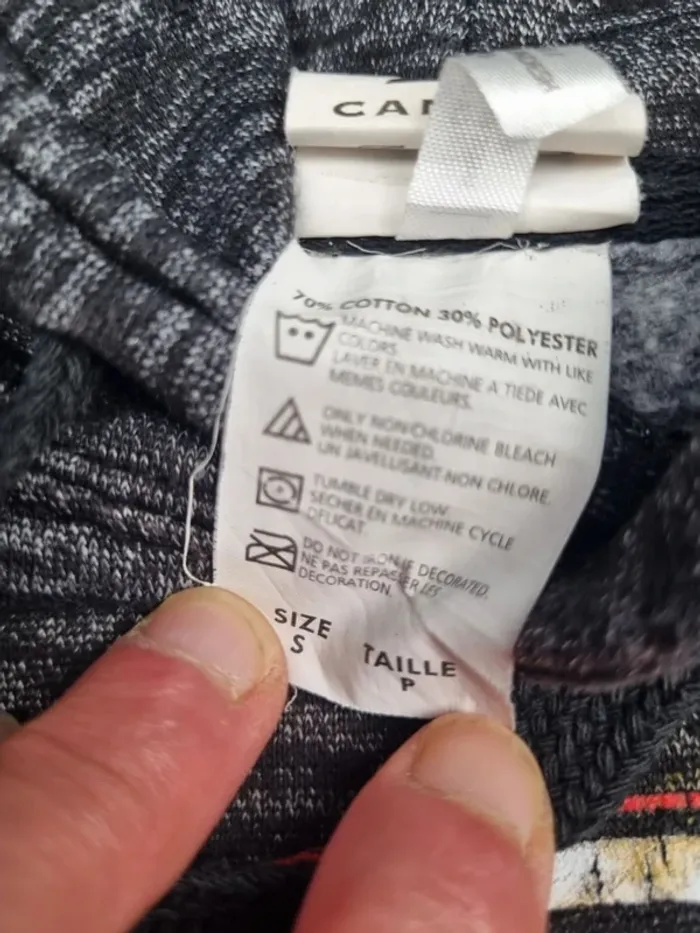 CAN
70% COTTON 30% POLYESTER
MACHINE WASH WARM WITH LIKE
COLORS.
LAVER EN MACHINE A TIEDE AVEC
MEMES COULEURS.
ONLY NON-CHLORINE BLEACH
WHEN NEEDED.
UN JAVELLISANT NON CHLORE.
TUMBLE DRY LOW.
SECHER EN MACHINE CYCLE
DELICAT.
DO NOT IRON IF DECORATED.
NE PAS REPASSER LES
DECORATION.
SIZE
S
TAILLE
P